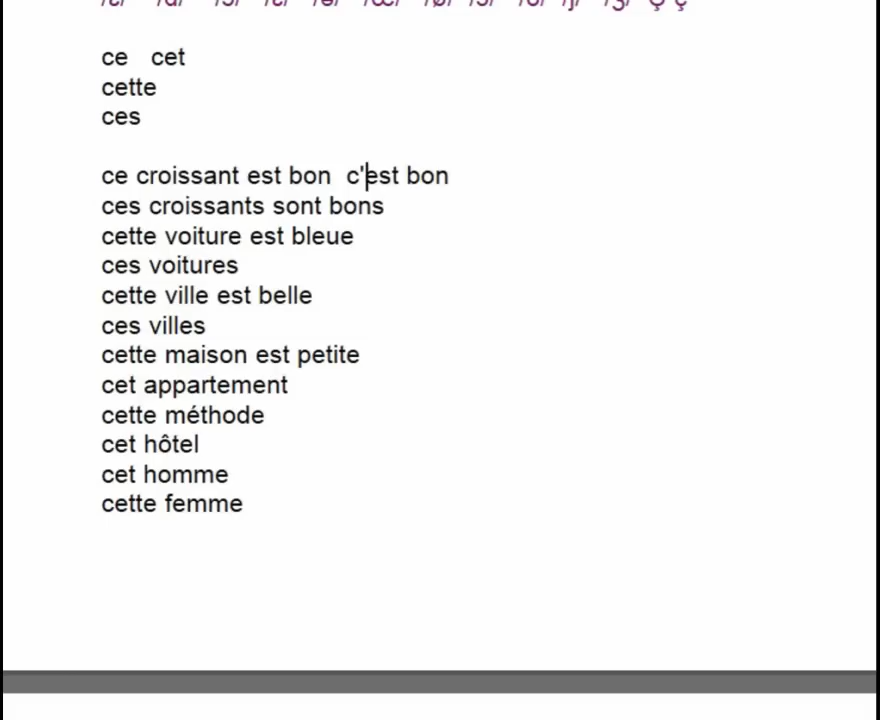 ce cet
cette
ces
ce croissant est bon c'est bon
ces croissants sont bons
cette voiture est bleue
ces voitures
cette ville est belle
ces villes
cette maison est petite
cet appartement
cette méthode
cet hôtel
cet homme
cette femme